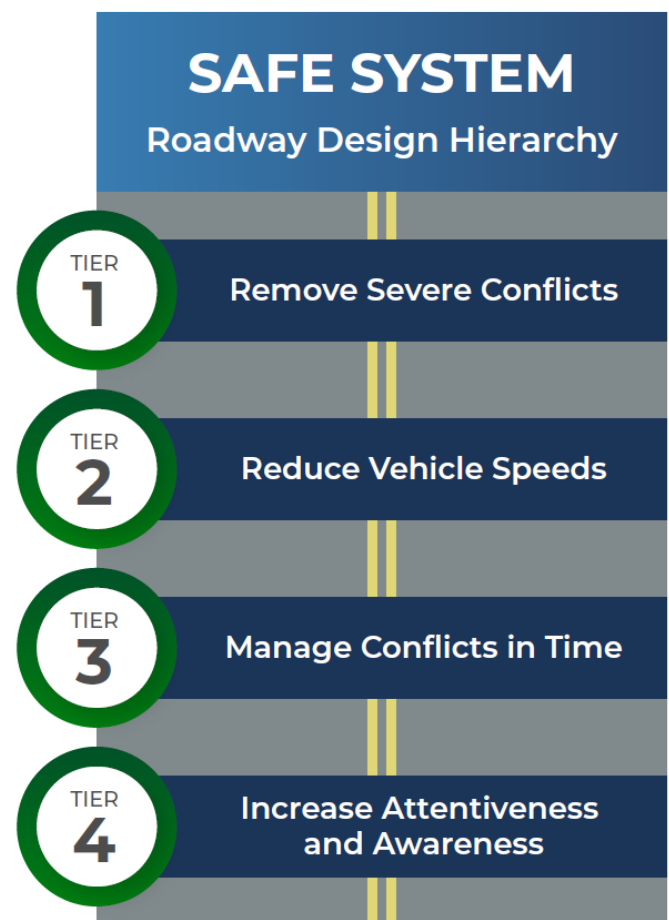 SAFE SYSTEM
Roadway Design Hierarchy
TIER
1
Remove Severe Conflicts
TIER
2
Reduce Vehicle Speeds
TIER
3
Manage Conflicts in Time
TIER
4
Increase Attentiveness
and Awareness